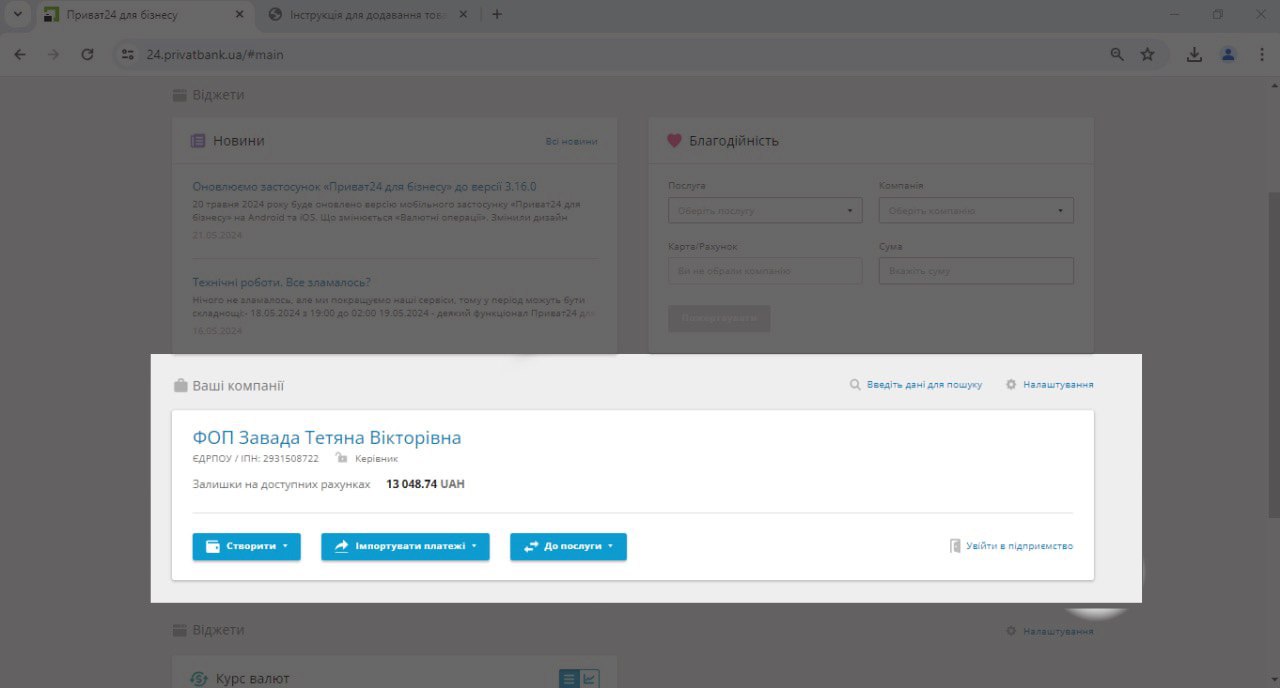 Приват24 для бізнесу
Інструкція для додавання тов
24.privatbank.ua/#main
Віджети
Новини
Всі новини
Оновлюємо застосунок «Приват24 для бізнесу» до версії 3.16.0
20 травня 2024 року буде оновлено версію мобільного застосунку «Приват24 для
бізнесу» на Android та iOS. Що змінюється «Валютні операції». Змінили дизайн
21.05.2024
Технічні роботи. Все зламалось?
Нічого не зламалось, але ми покращуємо наші сервіси, тому у період можуть бути
складнощі:- 18.05.2024 з 19:00 до 02:00 19.05.2024 - деякий функціонал Приват24 для
16.05.2024
Благодійність
Послуга
Компанія
Оберіть послугу
Оберіть компанію
Карта/Рахунок
Сума
Ви не обрали компанію
Вкажіть суму
Пожертвувати
Ваші компанії
Введіть дані для пошуку
Налаштування
ФОП Завада Тетяна Вікторівна
ЄДРПОУ / ІПН: 2931508722 Керівник
Залишки на доступних рахунках 13 048.74 UAH
Створити
Імпортувати платежі
До послуги
Увійти в підприємство
Віджети
Налаштування
Курс валют